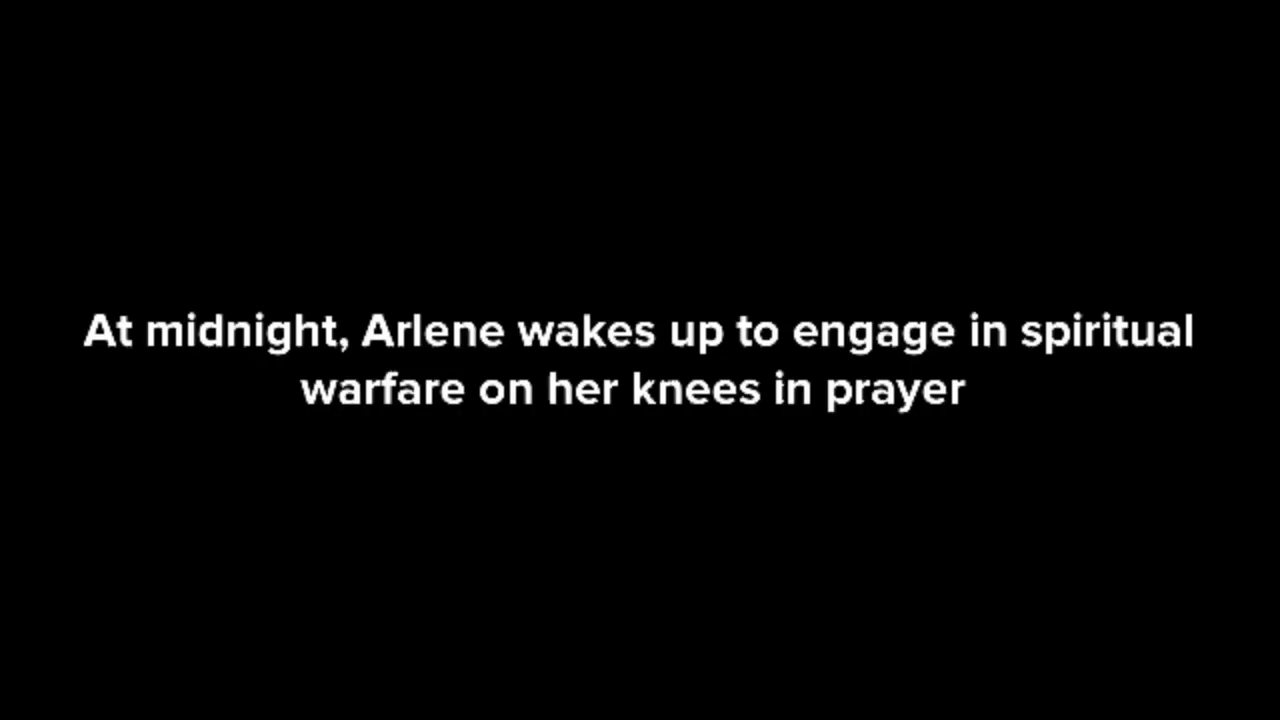 At midnight, Arlene wakes up to engage in spiritual
warfare on her knees in prayer